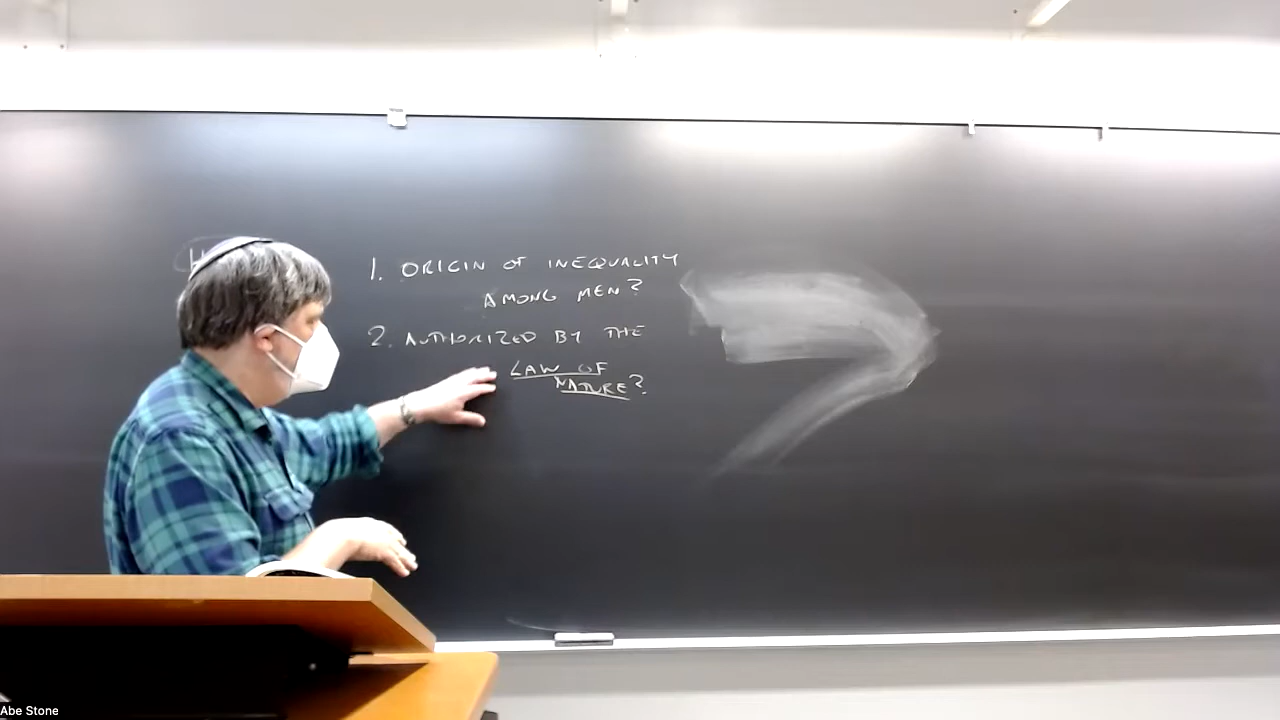 1. ORIGIN OF INEQUALITY
AMONG MEN?
2. AUTHORIZED BY THE
LAW OF
NATURE?
Abe Stone